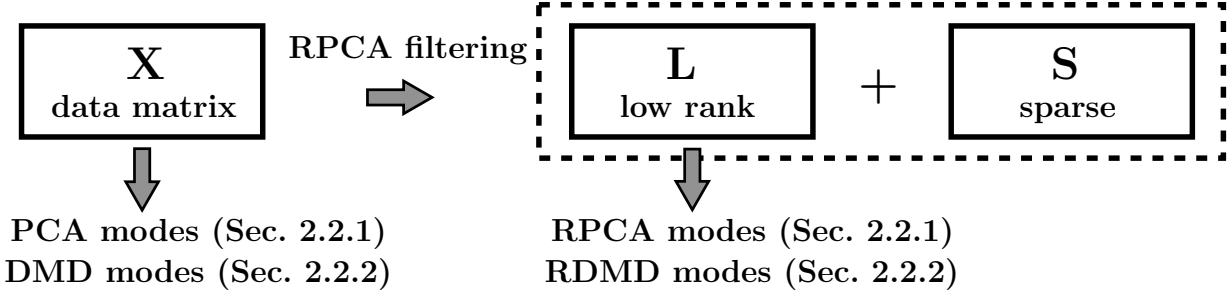 X
data matrix
RPCA filtering
L
low rank
+
S
sparse
PCA modes (Sec. 2.2.1)
DMD modes (Sec. 2.2.2)
RPCA modes (Sec. 2.2.1)
RDMD modes (Sec. 2.2.2)